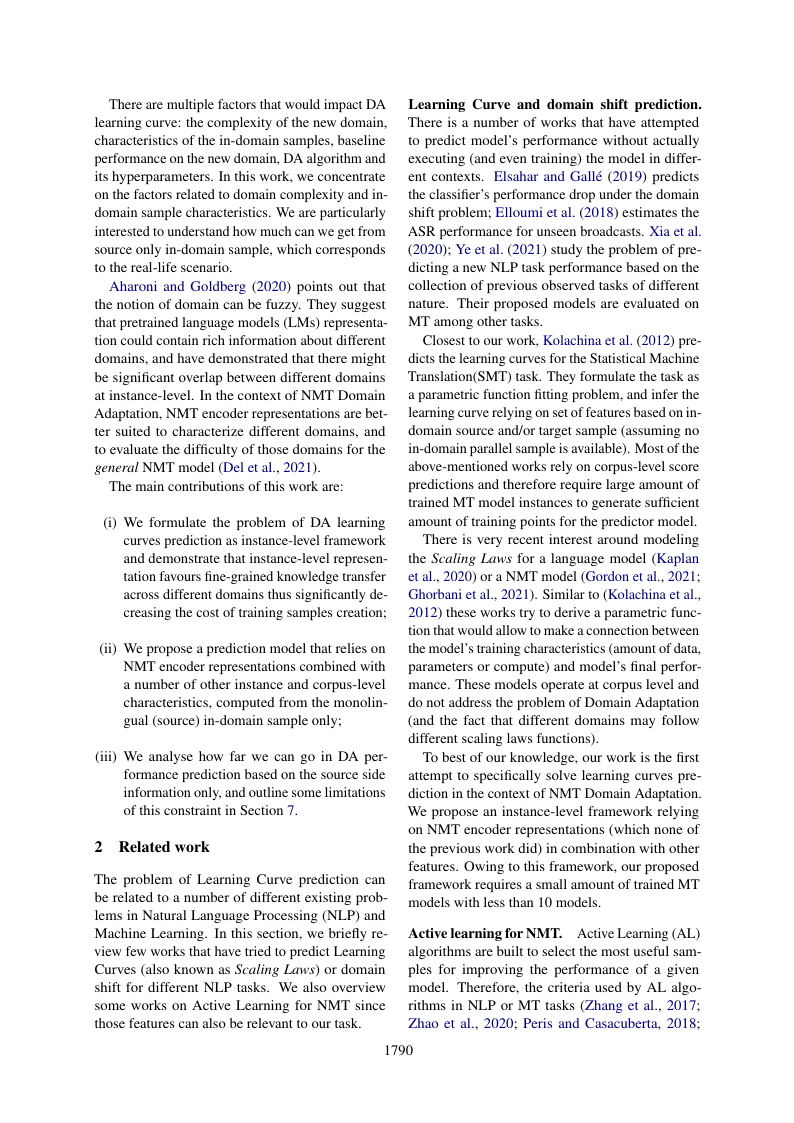 There are multiple factors that would impact DA
learning curve: the complexity of the new domain,
characteristics of the in-domain samples, baseline
performance on the new domain, DA algorithm and
its hyperparameters. In this work, we concentrate
on the factors related to domain complexity and in-
domain sample characteristics. We are particularly
interested to understand how much can we get from
source only in-domain sample, which corresponds
to the real-life scenario.
Aharoni and Goldberg (2020) points out that
the notion of domain can be fuzzy. They suggest
that pretrained language models (LMs) representa-
tion could contain rich information about different
domains, and have demonstrated that there might
be significant overlap between different domains
at instance-level. In the context of NMT Domain
Adaptation, NMT encoder representations are bet-
ter suited to characterize different domains, and
to evaluate the difficulty of those domains for the
general NMT model (Del et al., 2021).
The main contributions of this work are:
(i) We formulate the problem of DA learning
curves prediction as instance-level framework
and demonstrate that instance-level represen-
tation favours fine-grained knowledge transfer
across different domains thus significantly de-
creasing the cost of training samples creation;
(ii) We propose a prediction model that relies on
NMT encoder representations combined with
a number of other instance and corpus-level
characteristics, computed from the monolin-
gual (source) in-domain sample only;
(iii) We analyse how far we can go in DA per-
formance prediction based on the source side
information only, and outline some limitations
of this constraint in Section 7.
2 Related work
The problem of Learning Curve prediction can
be related to a number of different existing prob-
lems in Natural Language Processing (NLP) and
Machine Learning. In this section, we briefly re-
view few works that have tried to predict Learning
Curves (also known as Scaling Laws) or domain
shift for different NLP tasks. We also overview
some works on Active Learning for NMT since
those features can also be relevant to our task.
Learning Curve and domain shift prediction.
There is a number of works that have attempted
to predict model's performance without actually
executing (and even training) the model in differ-
ent contexts. Elsahar and Gallé (2019) predicts
the classifier's performance drop under the domain
shift problem; Elloumi et al. (2018) estimates the
ASR performance for unseen broadcasts. Xia et al.
(2020); Ye et al. (2021) study the problem of pre-
dicting a new NLP task performance based on the
collection of previous observed tasks of different
nature. Their proposed models are evaluated on
MT among other tasks.
Closest to our work, Kolachina et al. (2012) pre-
dicts the learning curves for the Statistical Machine
Translation(SMT) task. They formulate the task as
a parametric function fitting problem, and infer the
learning curve relying on set of features based on in-
domain source and/or target sample (assuming no
in-domain parallel sample is available). Most of the
above-mentioned works rely on corpus-level score
predictions and therefore require large amount of
trained MT model instances to generate sufficient
amount of training points for the predictor model.
There is very recent interest around modeling
the Scaling Laws for a language model (Kaplan
et al., 2020) or a NMT model (Gordon et al., 2021;
Ghorbani et al., 2021). Similar to (Kolachina et al.,
2012) these works try to derive a parametric func-
tion that would allow to make a connection between
the model's training characteristics (amount of data,
parameters or compute) and model's final perfor-
mance. These models operate at corpus level and
do not address the problem of Domain Adaptation
(and the fact that different domains may follow
different scaling laws functions).
To best of our knowledge, our work is the first
attempt to specifically solve learning curves pre-
diction in the context of NMT Domain Adaptation.
We propose an instance-level framework relying
on NMT encoder representations (which none of
the previous work did) in combination with other
features. Owing to this framework, our proposed
framework requires a small amount of trained MT
models with less than 10 models.
Active learning for NMT. Active Learning (AL)
algorithms are built to select the most useful sam-
ples for improving the performance of a given
model. Therefore, the criteria used by AL algo-
rithms in NLP or MT tasks (Zhang et al., 2017;
Zhao et al., 2020; Peris and Casacuberta, 2018;
1790